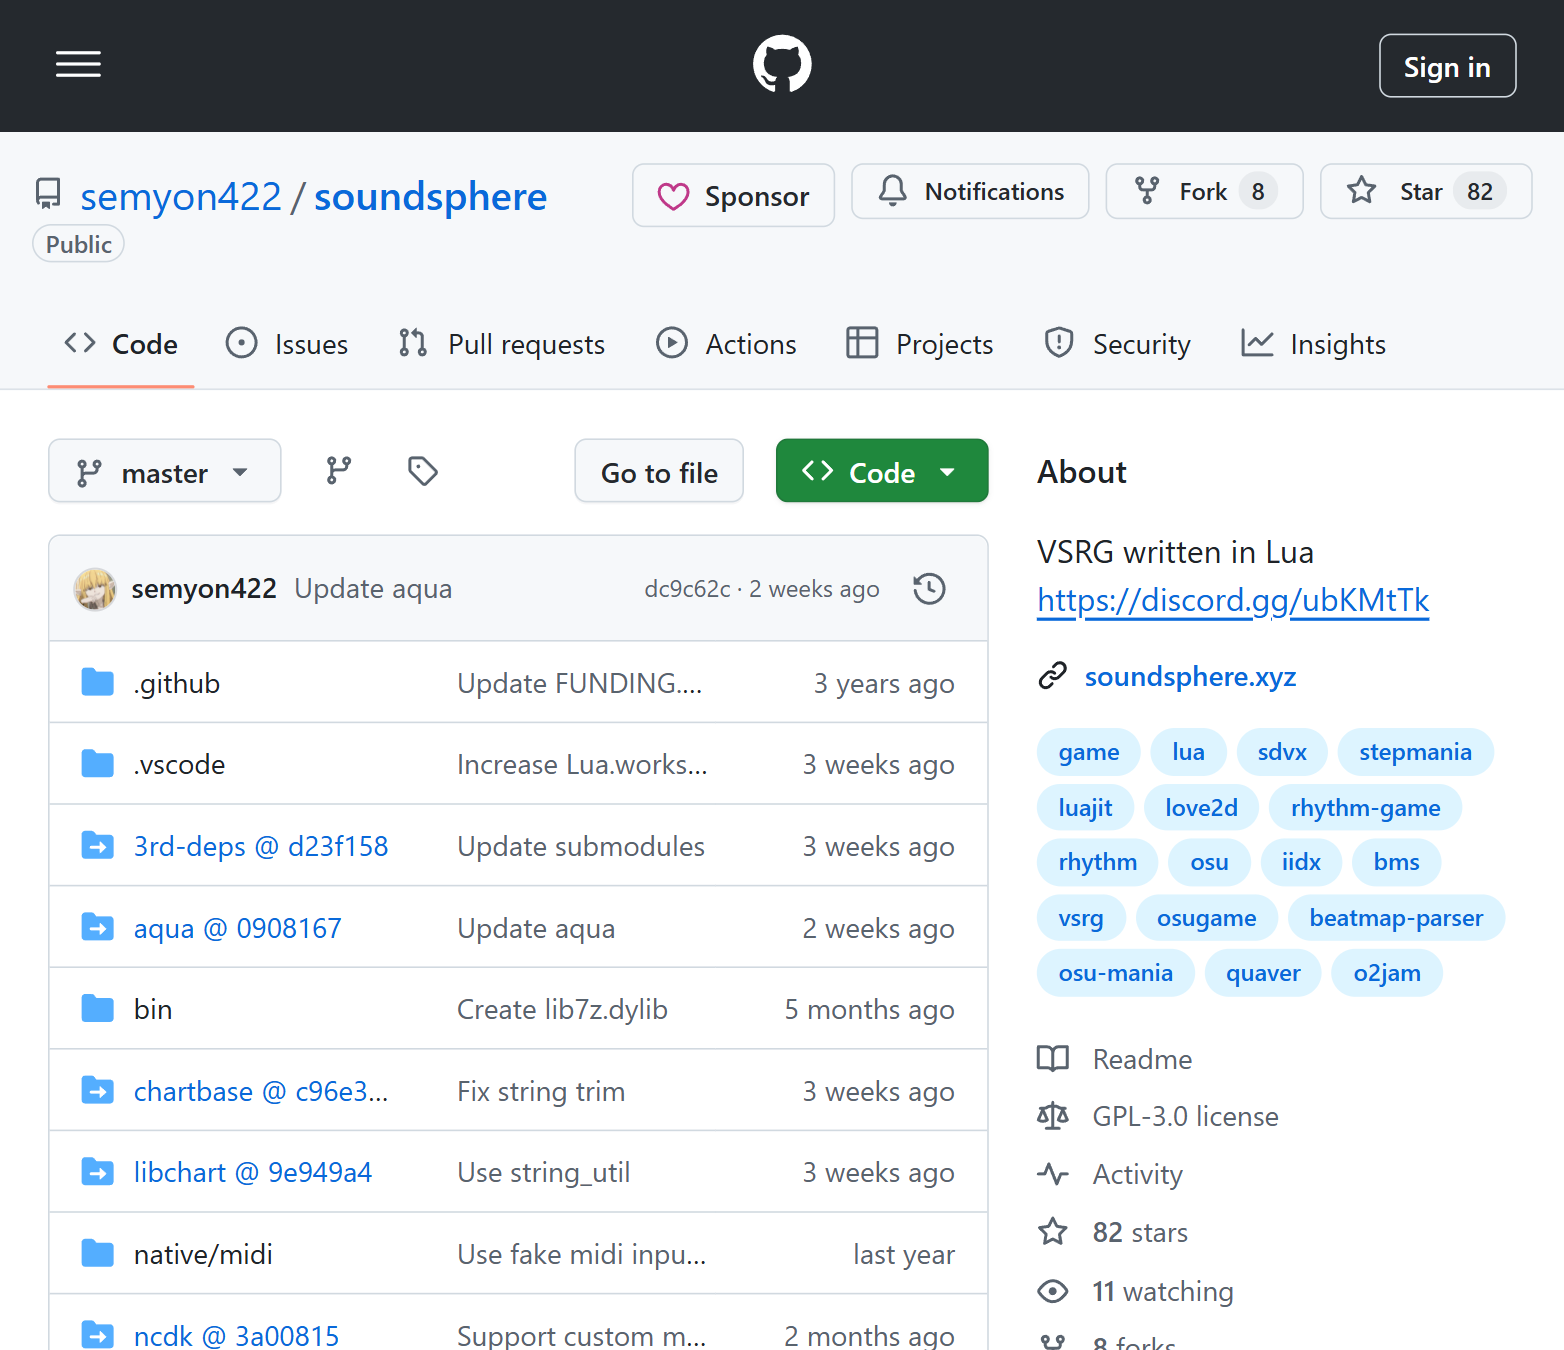 Sign in
semyon422 / soundsphere
Public
Sponsor
Notifications
Fork 8
Star 82
Code
Issues
Pull requests
Actions
Projects
Security
Insights
master
Go to file
Code
semyon422 Update aqua dc9c62c · 2 weeks ago
.github Update FUNDING.... 3 years ago
.vscode Increase Lua.works... 3 weeks ago
3rd-deps @ d23f158 Update submodules 3 weeks ago
aqua @ 0908167 Update aqua 2 weeks ago
bin Create lib7z.dylib 5 months ago
chartbase @ c96e3... Fix string trim 3 weeks ago
libchart @ 9e949a4 Use string_util 3 weeks ago
native/midi Use fake midi inpu... last year
ncdk @ 3a00815 Support custom m... 2 months ago
About
VSRG written in Lua
https://discord.gg/ubKMtTk
soundsphere.xyz
game lua sdvx stepmania
luajit love2d rhythm-game
rhythm osu iidx bms
vsrg osugame beatmap-parser
osu-mania quaver o2jam
Readme
GPL-3.0 license
Activity
82 stars
11 watching
8 forks